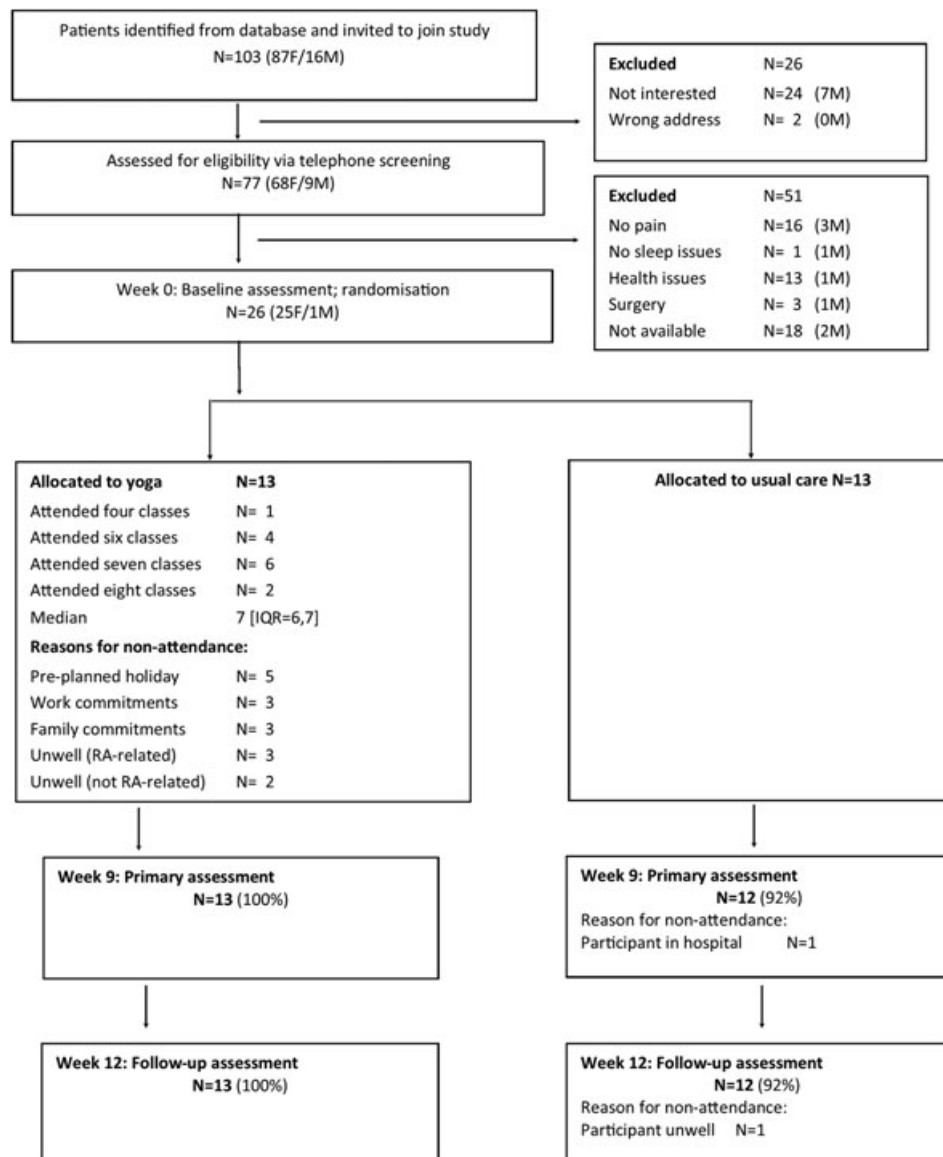 Patients identified from database and invited to join study
N=103 (87F/16M)
Excluded N=26
Not interested N=24 (7M)
Wrong address N= 2 (0M)
Assessed for eligibility via telephone screening
N=77 (68F/9M)
Excluded N=51
No pain N=16 (3M)
No sleep issues N= 1 (1M)
Health issues N=13 (1M)
Surgery N= 3 (1M)
Not available N=18 (2M)
Week 0: Baseline assessment; randomisation
N=26 (25F/1M)
Allocated to yoga N=13
Attended four classes N= 1
Attended six classes N= 4
Attended seven classes N= 6
Attended eight classes N= 2
Median 7 [IQR=6,7]
Reasons for non-attendance:
Pre-planned holiday N= 5
Work commitments N= 3
Family commitments N= 3
Unwell (RA-related) N= 3
Unwell (not RA-related) N= 2
Allocated to usual care N=13
Week 9: Primary assessment
N=13 (100%)
Week 9: Primary assessment
N=12 (92%)
Reason for non-attendance:
Participant in hospital N=1
Week 12: Follow-up assessment
N=13 (100%)
Week 12: Follow-up assessment
N=12 (92%)
Reason for non-attendance:
Participant unwell N=1